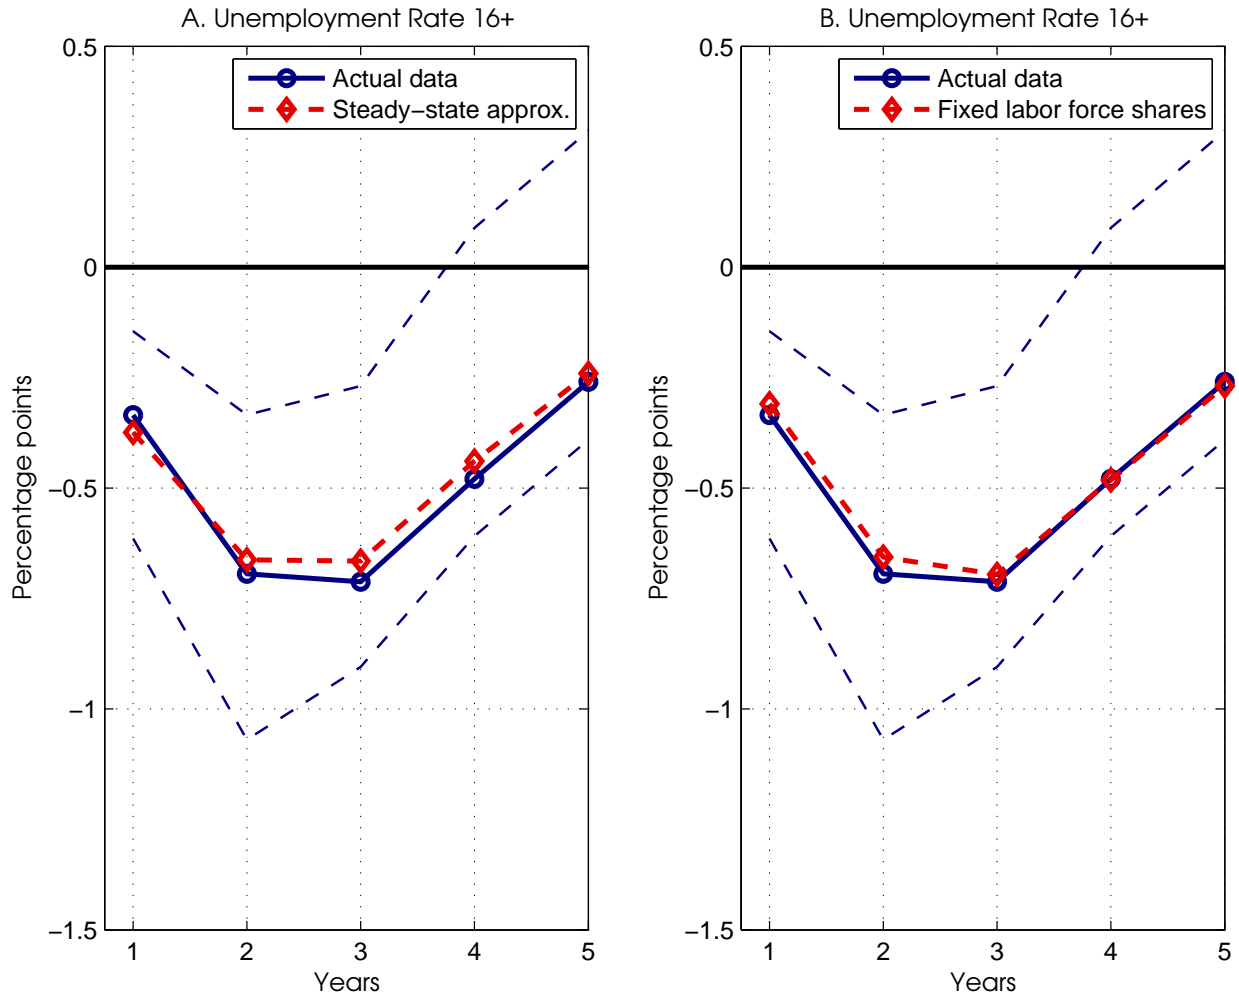 A. Unemployment Rate 16+
Actual data
Steady−state approx.
Percentage points
0.5
0
−0.5
−1
−1.5
1 2 3 4 5
Years
B. Unemployment Rate 16+
Actual data
Fixed labor force shares
Percentage points
0.5
0
−0.5
−1
−1.5
1 2 3 4 5
Years